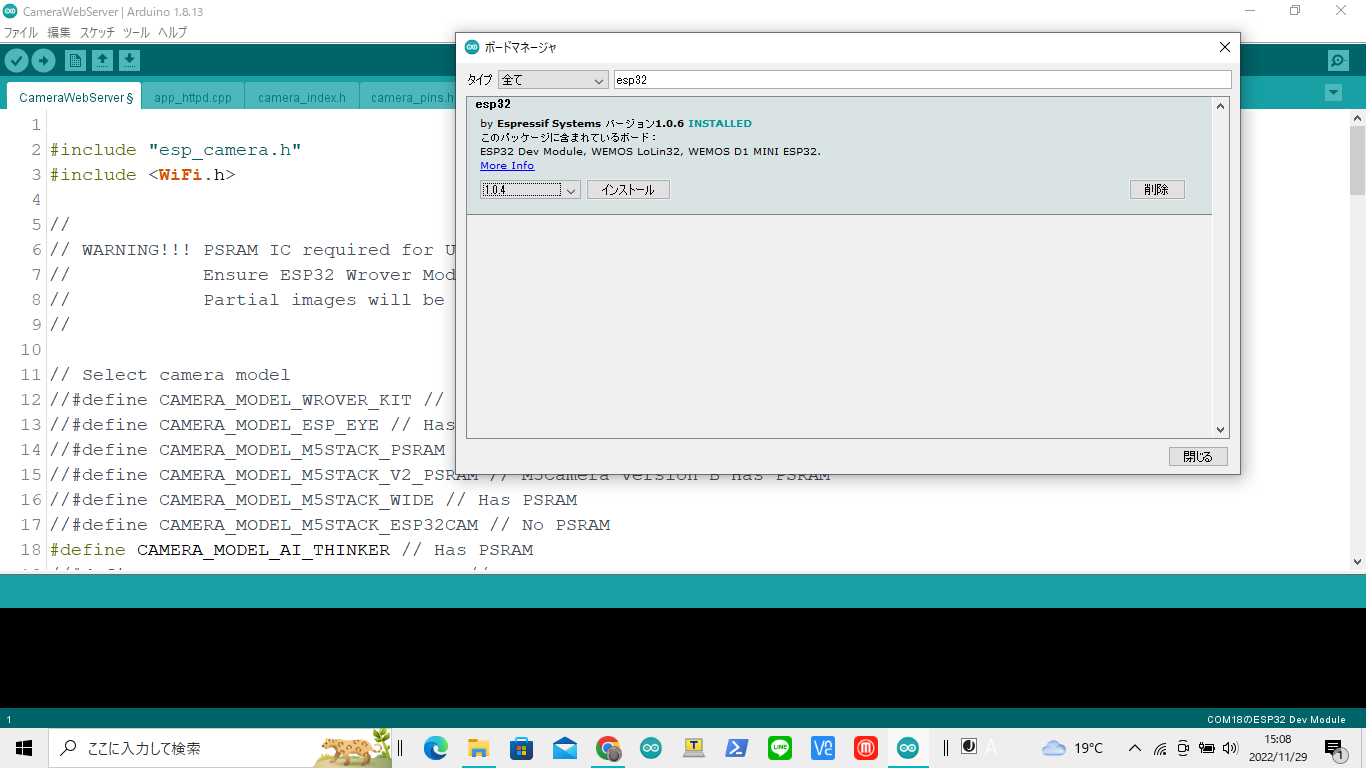 CameraWebServer | Arduino 1.8.13
ファイル 編集 スケッチ ツール ヘルプ
CameraWebServer § app_httpd.cpp camera_index.h camera_pins.h
ボードマネージャ
タイプ 全て esp32
esp32
by Espressif Systems バージョン1.0.6 INSTALLED
このパッケージに含まれているボード：
ESP32 Dev Module, WEMOS LoLin32, WEMOS D1 MINI ESP32.
More Info
1.0.4 インストール 削除
閉じる
1
2 #include "esp_camera.h"
3 #include <WiFi.h>
4
5 //
6 // WARNING!!! PSRAM IC required for U
7 // Ensure ESP32 Wrover Mod
8 // Partial images will be
9 //
10
11 // Select camera model
12 //#define CAMERA_MODEL_WROVER_KIT //
13 //#define CAMERA_MODEL_ESP_EYE // Has
14 //#define CAMERA_MODEL_M5STACK_PSRAM
15 //#define CAMERA_MODEL_M5STACK_V2_PSRAM // M5Camera version B Has PSRAM
16 //#define CAMERA_MODEL_M5STACK_WIDE // Has PSRAM
17 //#define CAMERA_MODEL_M5STACK_ESP32CAM // No PSRAM
18 #define CAMERA_MODEL_AI_THINKER // Has PSRAM
1 COM18のESP32 Dev Module
ここに入力して検索
LINE
A
19°C
15:08
2022/11/29
1